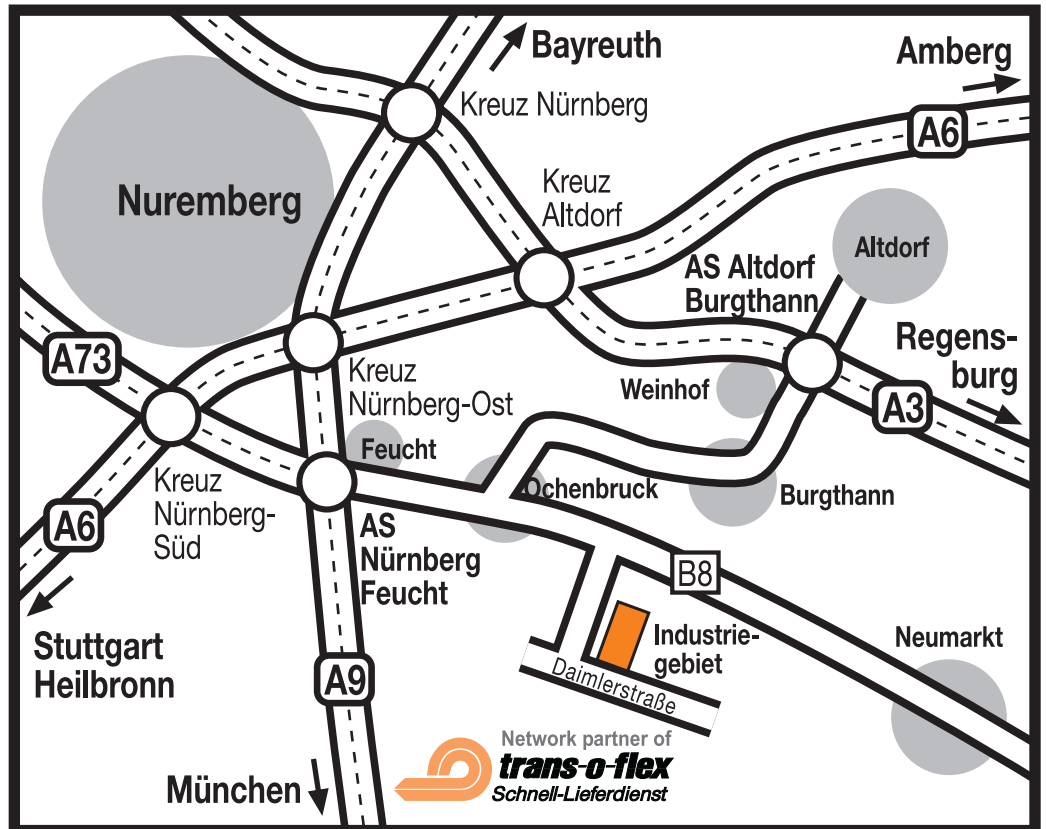 Bayreuth
Amberg
Kreuz Nürnberg
A6
Nuremberg
Kreuz
Altdorf
Altdorf
AS Altdorf
Burgthann
Regens-
burg
A73
Kreuz
Nürnberg-Ost
Weinhof
A3
Feucht
Kreuz
Nürnberg-
Süd
Ochenbruck
Burgthann
A6
AS
Nürnberg
Feucht
B8
Stuttgart
Heilbronn
Industrie-
gebiet
Neumarkt
A9
Daimlerstraße
München
Network partner of
trans-o-flex
Schnell-Lieferdienst